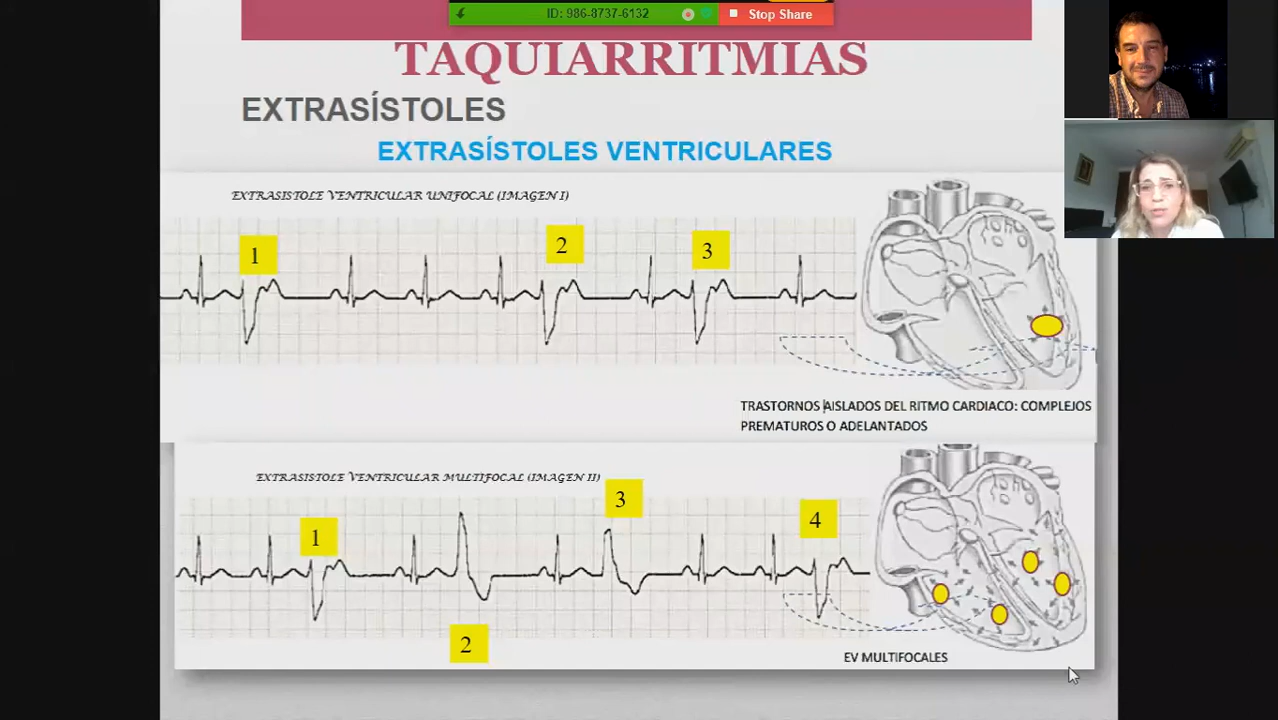 ID: 986-8737-6132
Stop Share
TAQUIARRITMIAS
EXTRASÍSTOLES
EXTRASÍSTOLES VENTRICULARES
EXTRASISTOLE VENTRICULAR UNIFOCAL (IMAGEN I)
1
2
3
TRASTORNOS AISLADOS DEL RITMO CARDIACO: COMPLEJOS
PREMATUROS O ADELANTADOS
EXTRASISTOLE VENTRICULAR MULTIFOCAL (IMAGEN II)
1
2
3
4
EV MULTIFOCALES